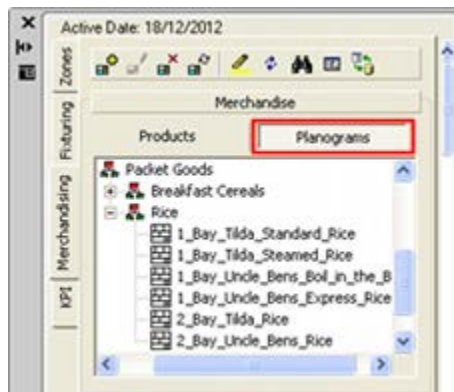 Active Date: 18/12/2012
Zones
Fixturing
Merchandising
KPI
Merchandise
Products Planograms
Packet Goods
Breakfast Cereals
Rice
1_Bay_Tilda_Standard_Rice
1_Bay_Tilda_Steamed_Rice
1_Bay_Uncle_Bens_Boil_in_the_B
1_Bay_Uncle_Bens_Express_Rice
2_Bay_Tilda_Rice
2_Bay_Uncle_Bens_Rice